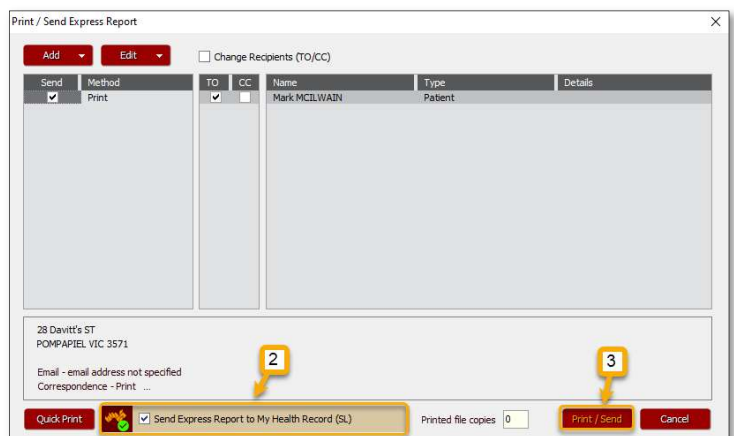 Print / Send Express Report
Add Edit Change Recipients (TO/CC)
Send Method TO CC Name Type Details
Print Mark MCILWAIN Patient
28 Davitt's ST
POMPAPIEL VIC 3571
Email - email address not specified
Correspondence - Print ...
2
3
Quick Print Send Express Report to My Health Record (SL) Printed file copies 0 Print / Send Cancel